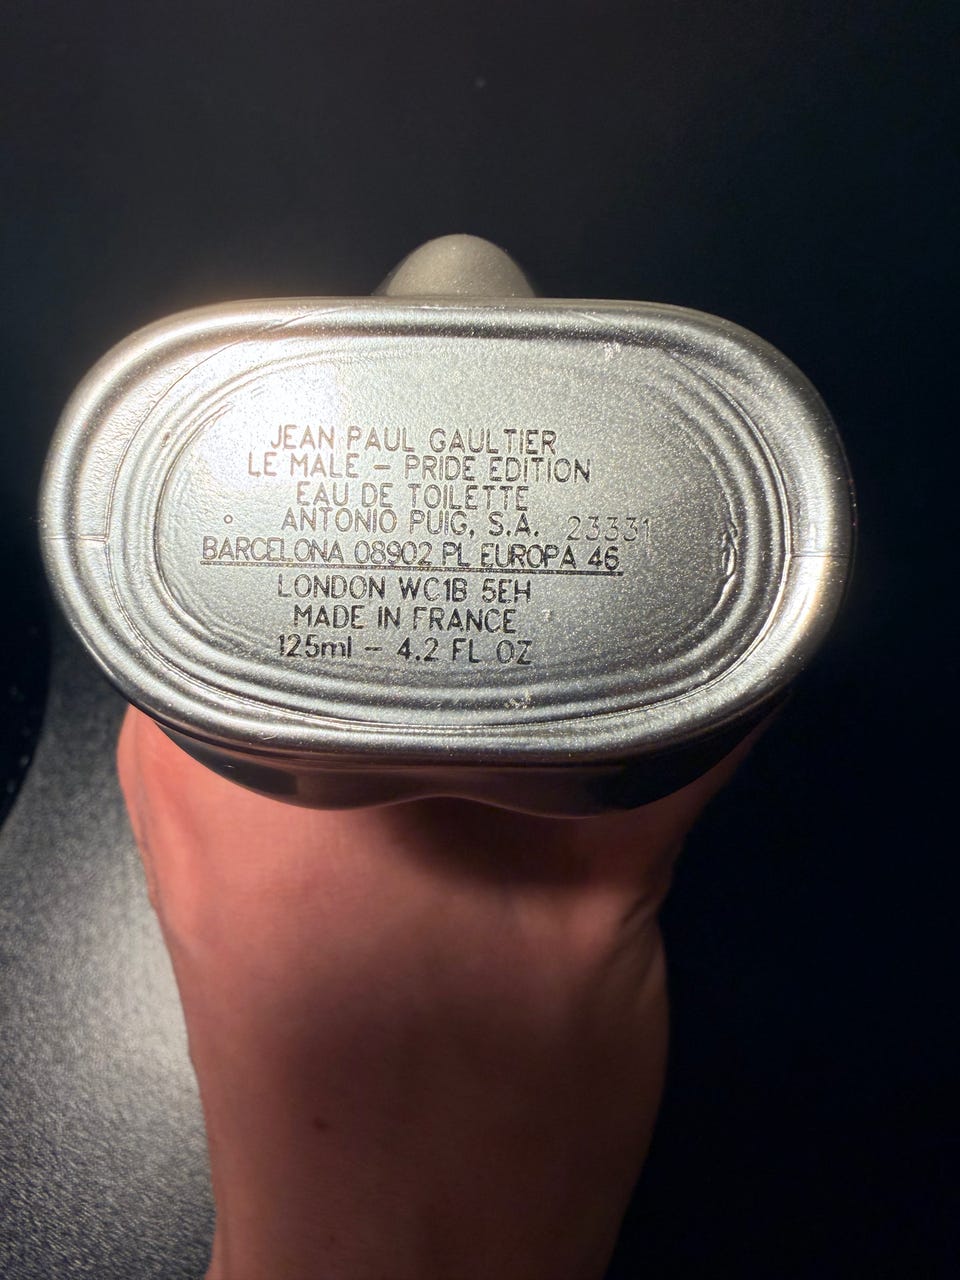 JEAN PAUL GAULTIER
LE MALE – PRIDE EDITION
EAU DE TOILETTE
ANTONIO PUIG, S.A. 23331
BARCELONA 08902 PL EUROPA 46
LONDON WC1B 5EH
MADE IN FRANCE
125ml – 4.2 FL OZ